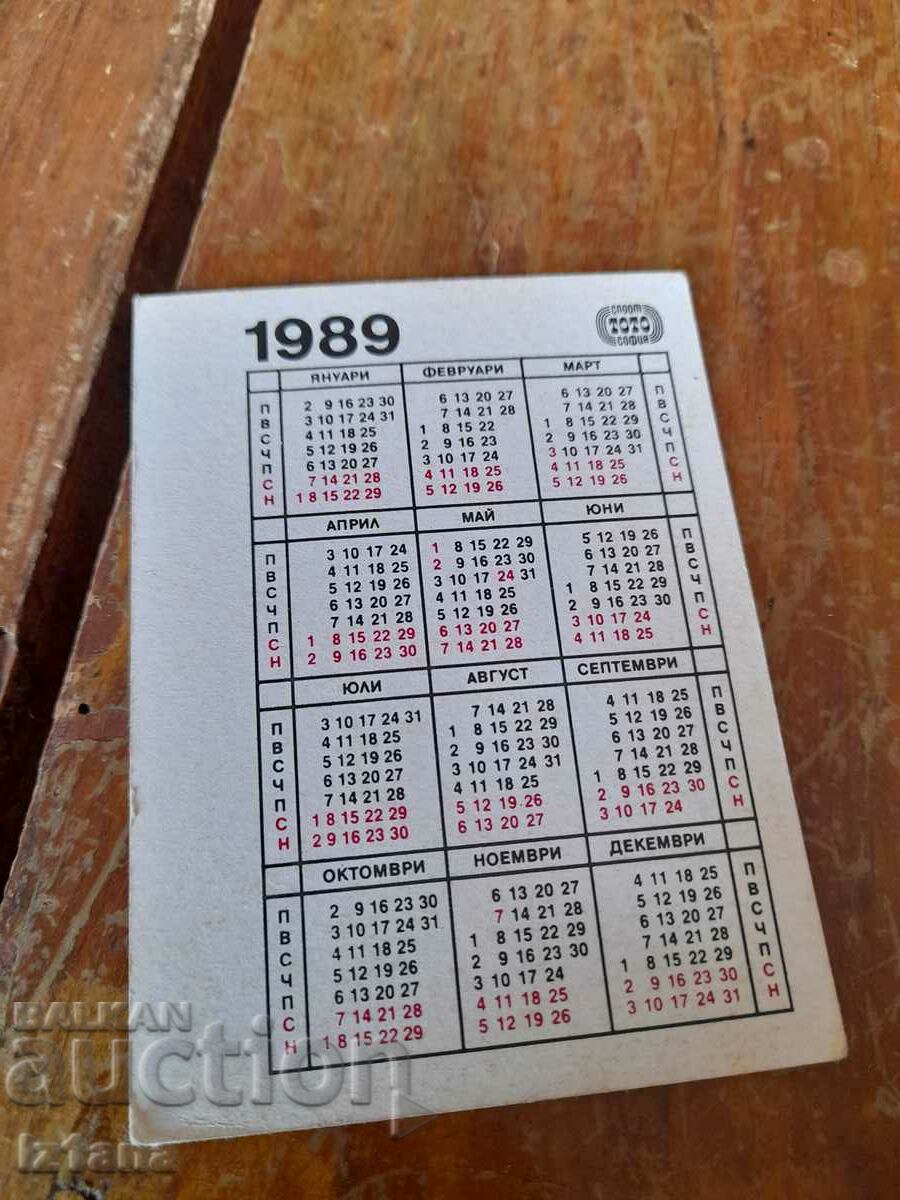 1989
СПОРТ
ТОТО
СОФИЯ
ЯНУАРИ ФЕВРУАРИ МАРТ
П 2 9 16 23 30 6 13 20 27 6 13 20 27 П
В 3 10 17 24 31 7 14 21 28 7 14 21 28 В
С 4 11 18 25 1 8 15 22 1 8 15 22 29 С
Ч 5 12 19 26 2 9 16 23 2 9 16 23 30 Ч
П 6 13 20 27 3 10 17 24 3 10 17 24 31 П
С 7 14 21 28 4 11 18 25 4 11 18 25 С
Н 1 8 15 22 29 5 12 19 26 5 12 19 26 Н
АПРИЛ МАЙ ЮНИ
П 3 10 17 24 1 8 15 22 29 5 12 19 26 П
В 4 11 18 25 2 9 16 23 30 6 13 20 27 В
С 5 12 19 26 3 10 17 24 31 7 14 21 28 С
Ч 6 13 20 27 4 11 18 25 1 8 15 22 29 Ч
П 7 14 21 28 5 12 19 26 2 9 16 23 30 П
С 1 8 15 22 29 6 13 20 27 3 10 17 24 С
Н 2 9 16 23 30 7 14 21 28 4 11 18 25 Н
ЮЛИ АВГУСТ СЕПТЕМВРИ
П 3 10 17 24 31 7 14 21 28 4 11 18 25 П
В 4 11 18 25 1 8 15 22 29 5 12 19 26 В
С 5 12 19 26 2 9 16 23 30 6 13 20 27 С
Ч 6 13 20 27 3 10 17 24 31 7 14 21 28 Ч
П 7 14 21 28 4 11 18 25 1 8 15 22 29 П
С 1 8 15 22 29 5 12 19 26 2 9 16 23 30 С
Н 2 9 16 23 30 6 13 20 27 3 10 17 24 Н
ОКТОМВРИ НОЕМВРИ ДЕКЕМВРИ
П 2 9 16 23 30 6 13 20 27 4 11 18 25 П
В 3 10 17 24 31 7 14 21 28 5 12 19 26 В
С 4 11 18 25 1 8 15 22 29 6 13 20 27 С
Ч 5 12 19 26 2 9 16 23 30 7 14 21 28 Ч
П 6 13 20 27 3 10 17 24 1 8 15 22 29 П
С 7 14 21 28 4 11 18 25 2 9 16 23 30 С
Н 1 8 15 22 29 5 12 19 26 3 10 17 24 31 Н
BALKAN
auction
Izfana